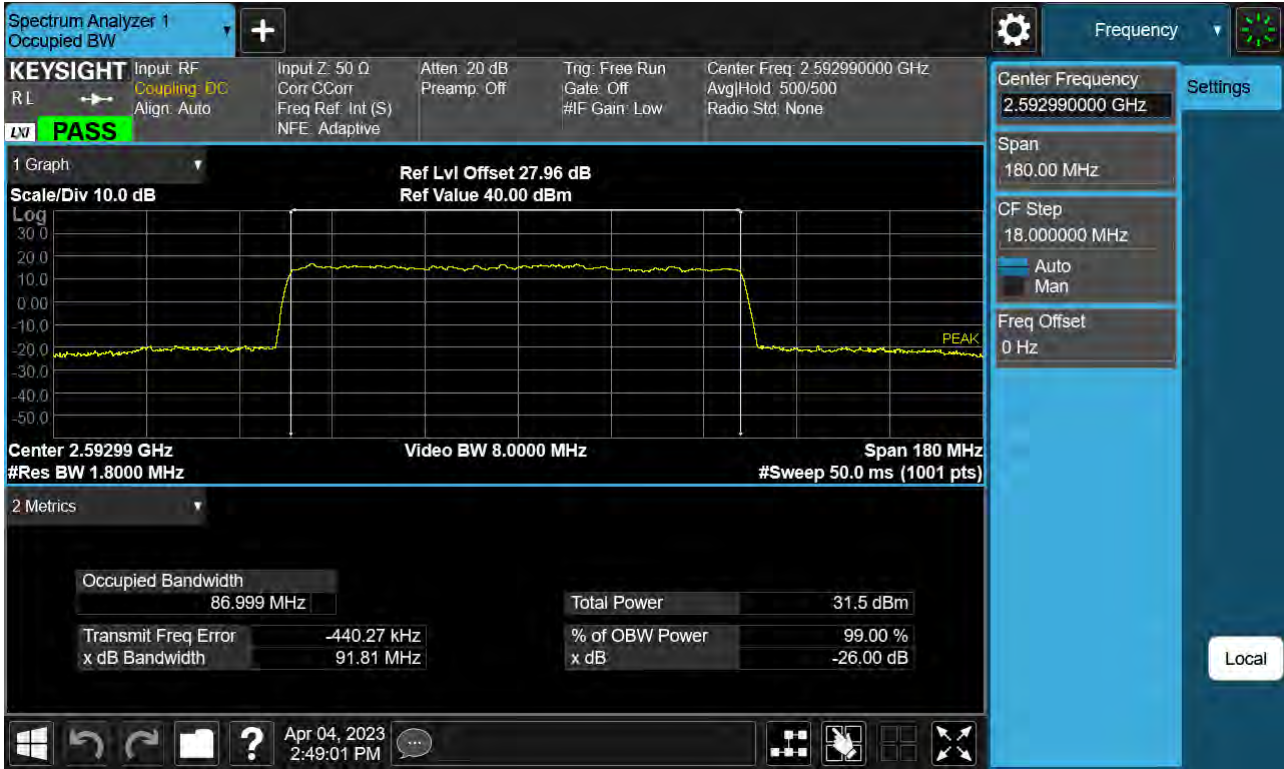 Spectrum Analyzer 1
Occupied BW
+
Frequency
KEYSIGHT
RL
LXI
PASS
Input: RF
Coupling: DC
Align: Auto
Input Z: 50 Ω
Corr CCorr
Freq Ref: Int (S)
NFE: Adaptive
Atten: 20 dB
Preamp: Off
Trig: Free Run
Gate: Off
#IF Gain: Low
Center Freq: 2.592990000 GHz
Avg|Hold: 500/500
Radio Std: None
1 Graph
Scale/Div 10.0 dB
Ref Lvl Offset 27.96 dB
Ref Value 40.00 dBm
Log
30.0
20.0
10.0
0.00
-10.0
-20.0
-30.0
-40.0
-50.0
PEAK
Center 2.59299 GHz
Video BW 8.0000 MHz
Span 180 MHz
#Res BW 1.8000 MHz
#Sweep 50.0 ms (1001 pts)
2 Metrics
Occupied Bandwidth
86.999 MHz
Total Power 31.5 dBm
Transmit Freq Error -440.27 kHz
% of OBW Power 99.00 %
x dB Bandwidth 91.81 MHz
x dB -26.00 dB
Center Frequency
2.592990000 GHz
Settings
Span
180.00 MHz
CF Step
18.000000 MHz
Auto
Man
Freq Offset
0 Hz
Local
?
Apr 04, 2023
2:49:01 PM